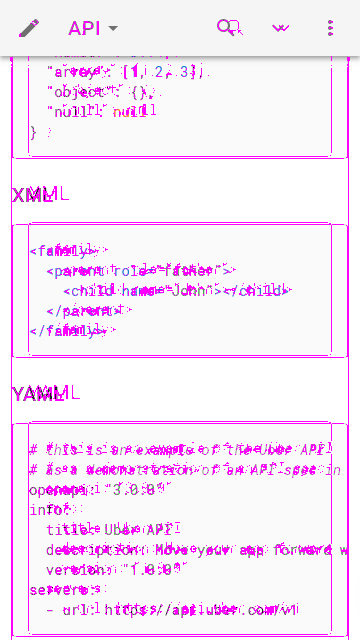 API
"array": [1, 2, 3],
"object": {},
"null": null
}
XML
<family>
<parent role="father">
<child name="John"></child>
</parent>
</family>
YAML
# this is an example of the Uber API
# as a demonstration of an API spec in
openapi: "3.0.0"
info:
title: Uber API
description: Move your app forward w
version: "1.0.0"
servers:
- url: https://api.uber.com/v1